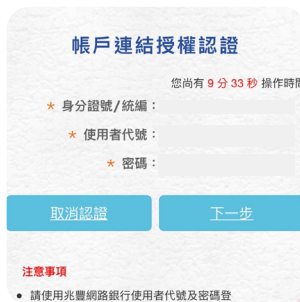 帳戶連結授權認證
您尚有 9 分 33 秒 操作時間
* 身分證號/統編：
* 使用者代號：
* 密碼：
取消認證 下一步
注意事項
• 請使用兆豐網路銀行使用者代號及密碼登